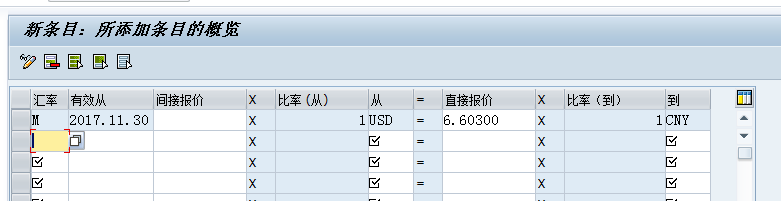 新条目: 所添加条目的概览
汇率 有效从 间接报价 X 比率(从) 从 = 直接报价 X 比率(到) 到
M 2017.11.30 X 1 USD = 6.60300 X 1 CNY
X = X
X = X
X = X